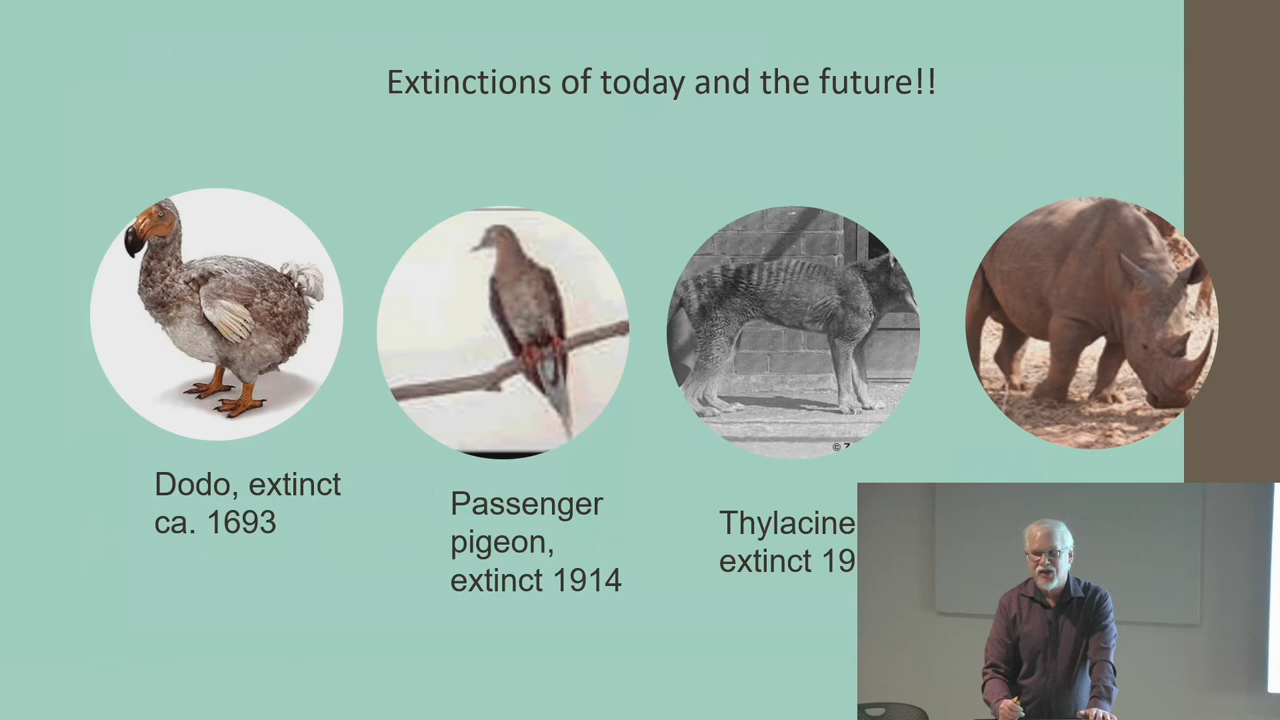 Extinctions of today and the future!!
Dodo, extinct
ca. 1693
Passenger
pigeon,
extinct 1914
Thylacine
extinct 19
© Z